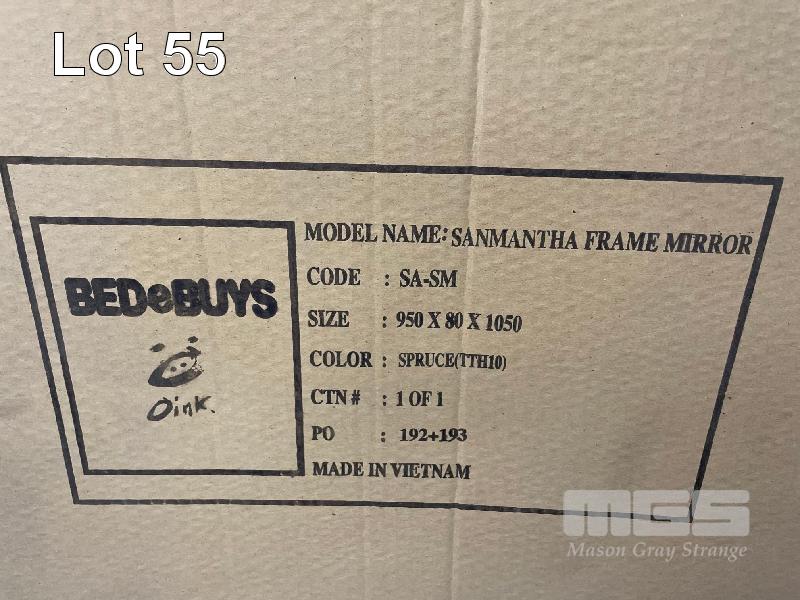 Lot 55
BEDeBUYS
Oink.
MODEL NAME: SANMANTHA FRAME MIRROR
CODE : SA-SM
SIZE : 950 X 80 X 1050
COLOR : SPRUCE(TTH10)
CTN# : 1 OF 1
PO : 192+193
MADE IN VIETNAM
MGS
Mason Gray Strange